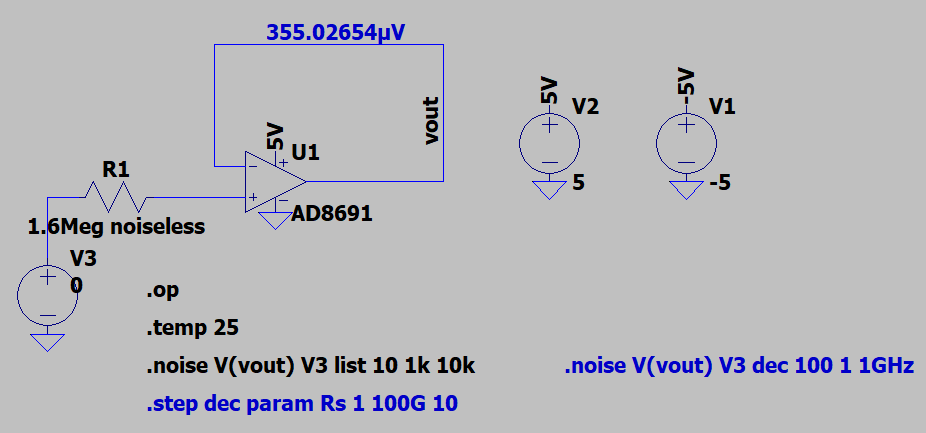 355.02654µV
vout
5V
U1
AD8691
R1
1.6Meg noiseless
V3
0
5V
V2
5
-5V
V1
-5
.op
.temp 25
.noise V(vout) V3 list 10 1k 10k
.noise V(vout) V3 dec 100 1 1GHz
.step dec param Rs 1 100G 10